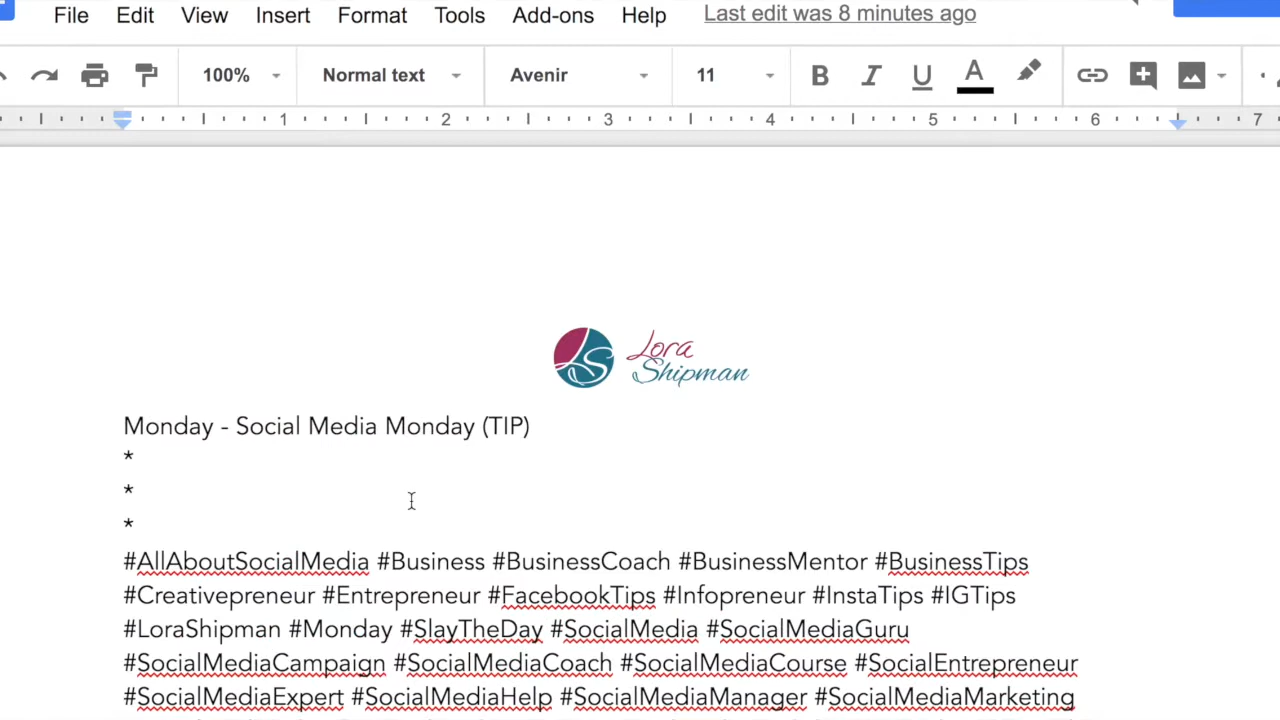 File Edit View Insert Format Tools Add-ons Help Last edit was 8 minutes ago
100% Normal text Avenir 11 B I U A
1 2 3 4 5 6 7
LS Lora
Shipman
Monday - Social Media Monday (TIP)
*
*
*
#AllAboutSocialMedia #Business #BusinessCoach #BusinessMentor #BusinessTips
#Creativepreneur #Entrepreneur #FacebookTips #Infopreneur #InstaTips #IGTips
#LoraShipman #Monday #SlayTheDay #SocialMedia #SocialMediaGuru
#SocialMediaCampaign #SocialMediaCoach #SocialMediaCourse #SocialEntrepreneur
#SocialMediaExpert #SocialMediaHelp #SocialMediaManager #SocialMediaMarketing